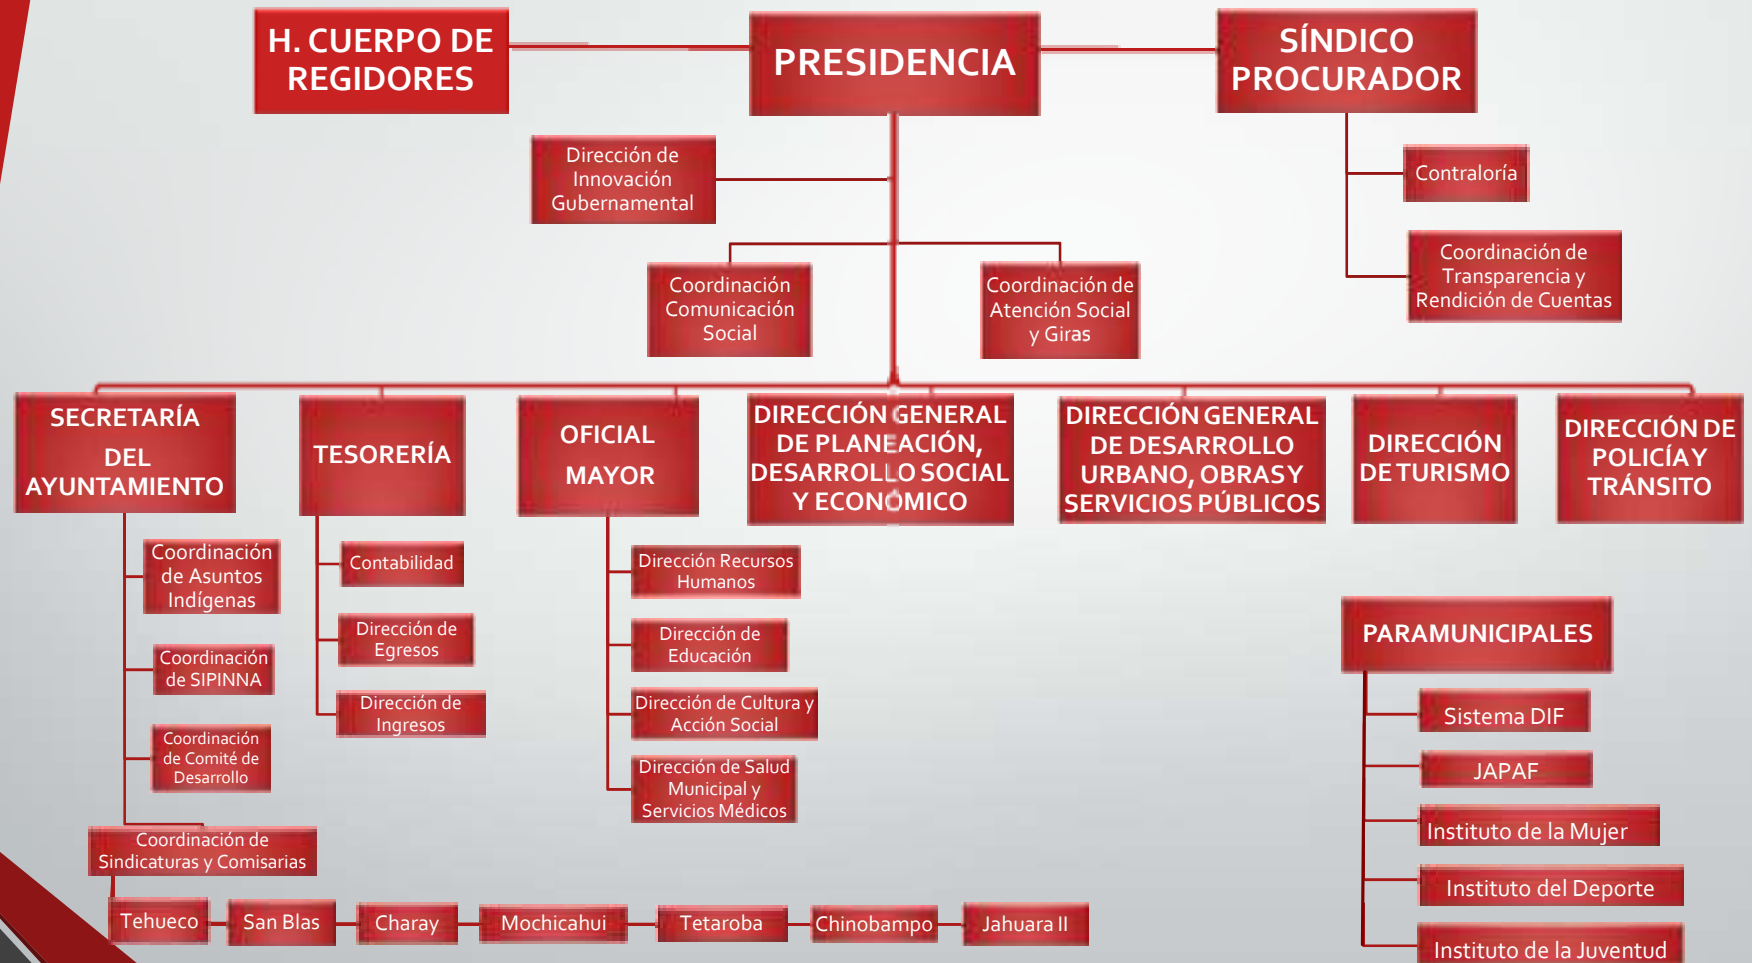 H. CUERPO DE
REGIDORES
PRESIDENCIA
SÍNDICO
PROCURADOR
Dirección de
Innovación
Gubernamental
Contraloría
Coordinación
Comunicación
Social
Coordinación de
Atención Social
y Giras
Coordinación de
Transparencia y
Rendición de Cuentas
SECRETARÍA
DEL
AYUNTAMIENTO
TESORERÍA
OFICIAL
MAYOR
DIRECCIÓN GENERAL
DE PLANEACIÓN,
DESARROLLO SOCIAL
Y ECONOMICO
DIRECCIÓN GENERAL
DE DESARROLLO
URBANO, OBRAS Y
SERVICIOS PÚBLICOS
DIRECCIÓN
DE TURISMO
DIRECCIÓN DE
POLICÍA Y
TRÁNSITO
Coordinación
de Asuntos
Indígenas
Coordinación
de SIPINNA
Coordinación
de Comité de
Desarrollo
Coordinación de
Sindicaturas y Comisarias
Tehueco
San Blas
Charay
Mochicahui
Tetaroba
Chinobampo
Jahuara II
Contabilidad
Dirección de
Egresos
Dirección de
Ingresos
Dirección Recursos
Humanos
Dirección de
Educación
Dirección de Cultura y
Acción Social
Dirección de Salud
Municipal y
Servicios Médicos
PARAMUNICIPALES
Sistema DIF
JAPAF
Instituto de la Mujer
Instituto del Deporte
Instituto de la Juventud